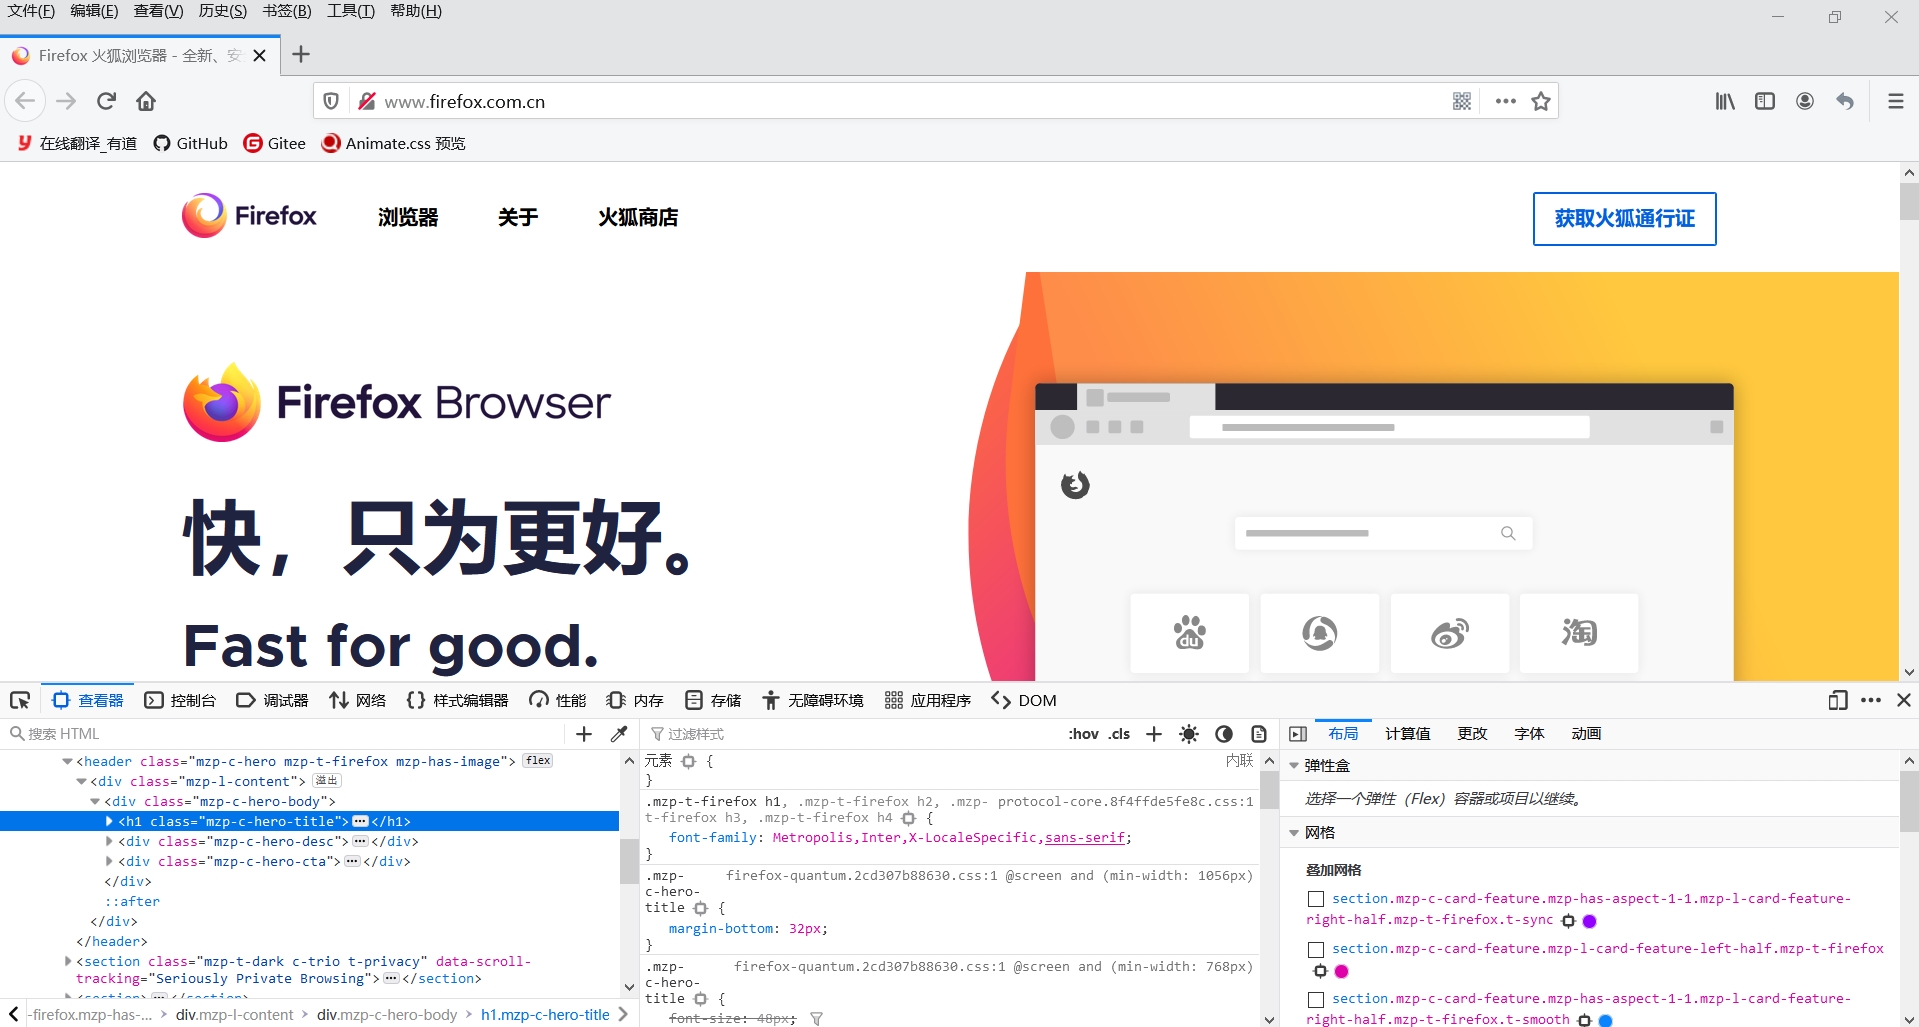 文件(F) 编辑(E) 查看(V) 历史(S) 书签(B) 工具(T) 帮助(H)
Firefox 火狐浏览器 - 全新、安
www.firefox.com.cn
在线翻译_有道 GitHub Gitee Animate.css 预览
Firefox 浏览器 关于 火狐商店 获取火狐通行证
Firefox Browser
快，只为更好。
Fast for good.
du
淘
查看器 控制台 调试器 网络 {} 样式编辑器 性能 内存 存储 无障碍环境 应用程序 DOM
搜索 HTML
<header class="mzp-c-hero mzp-t-firefox mzp-has-image"> flex
<div class="mzp-l-content"> 溢出
<div class="mzp-c-hero-body">
<h1 class="mzp-c-hero-title"> ••• </h1>
<div class="mzp-c-hero-desc"> ••• </div>
<div class="mzp-c-hero-cta"> ••• </div>
</div>
::after
</div>
</header>
<section class="mzp-t-dark c-trio t-privacy" data-scroll-
tracking="Seriously Private Browsing"> ••• </section>
<section> ••• </section>
-firefox.mzp-has-... > div.mzp-l-content > div.mzp-c-hero-body > h1.mzp-c-hero-title
过滤样式 :hov .cls +
元素 { 内联
}
.mzp-t-firefox h1, .mzp-t-firefox h2, .mzp- protocol-core.8f4ffde5fe8c.css:1
t-firefox h3, .mzp-t-firefox h4 {
font-family: Metropolis,Inter,X-LocaleSpecific,sans-serif;
}
.mzp- firefox-quantum.2cd307b88630.css:1 @screen and (min-width: 1056px)
c-hero-
title {
margin-bottom: 32px;
}
.mzp- firefox-quantum.2cd307b88630.css:1 @screen and (min-width: 768px)
c-hero-
title {
font-size: 48px;
布局 计算值 更改 字体 动画
弹性盒
选择一个弹性（Flex）容器或项目以继续。
网格
叠加网格
section.mzp-c-card-feature.mzp-has-aspect-1-1.mzp-l-card-feature-
right-half.mzp-t-firefox.t-sync
section.mzp-c-card-feature.mzp-l-card-feature-left-half.mzp-t-firefox
section.mzp-c-card-feature.mzp-has-aspect-1-1.mzp-l-card-feature-
right-half.mzp-t-firefox.t-smooth